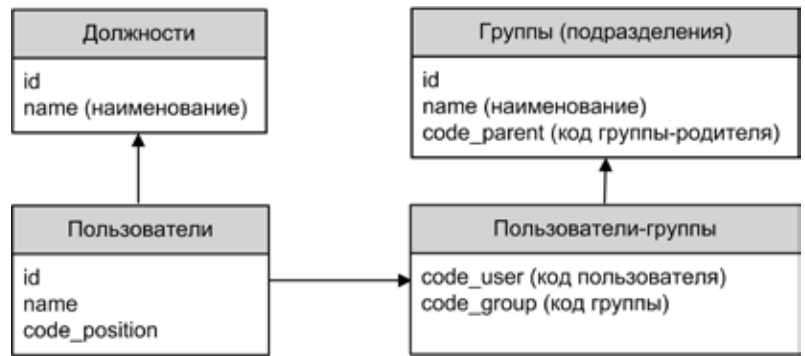 Должности
id
name (наименование)
Группы (подразделения)
id
name (наименование)
code_parent (код группы-родителя)
Пользователи
id
name
code_position
Пользователи-группы
code_user (код пользователя)
code_group (код группы)